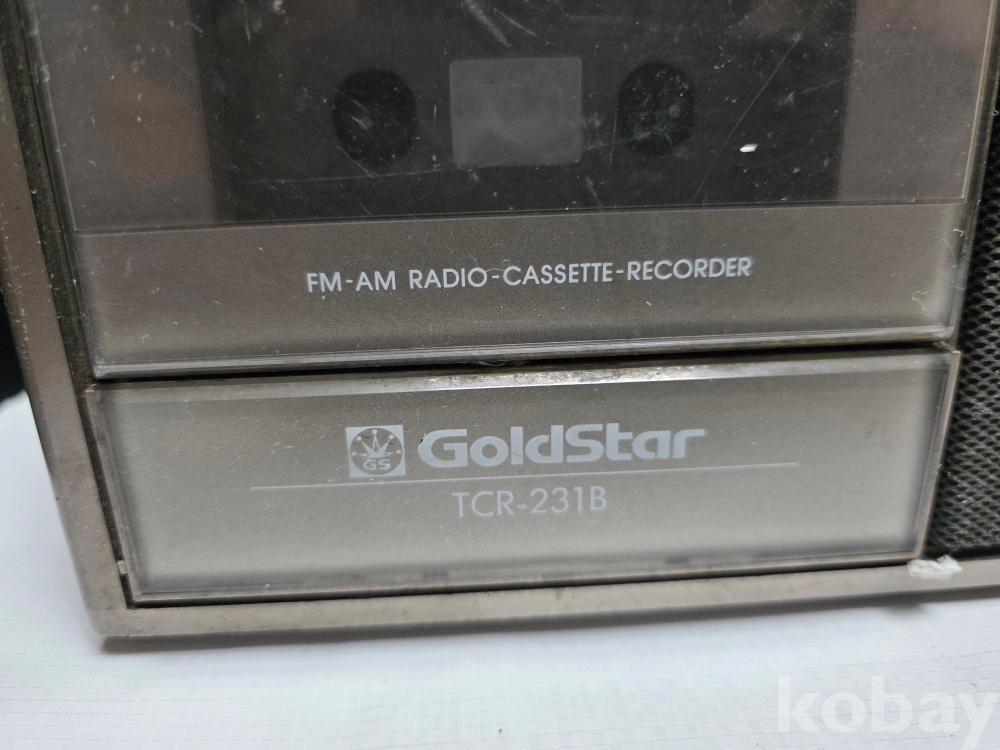 FM-AM RADIO-CASSETTE-RECORDER
GS GoldStar
TCR-231B
kobay